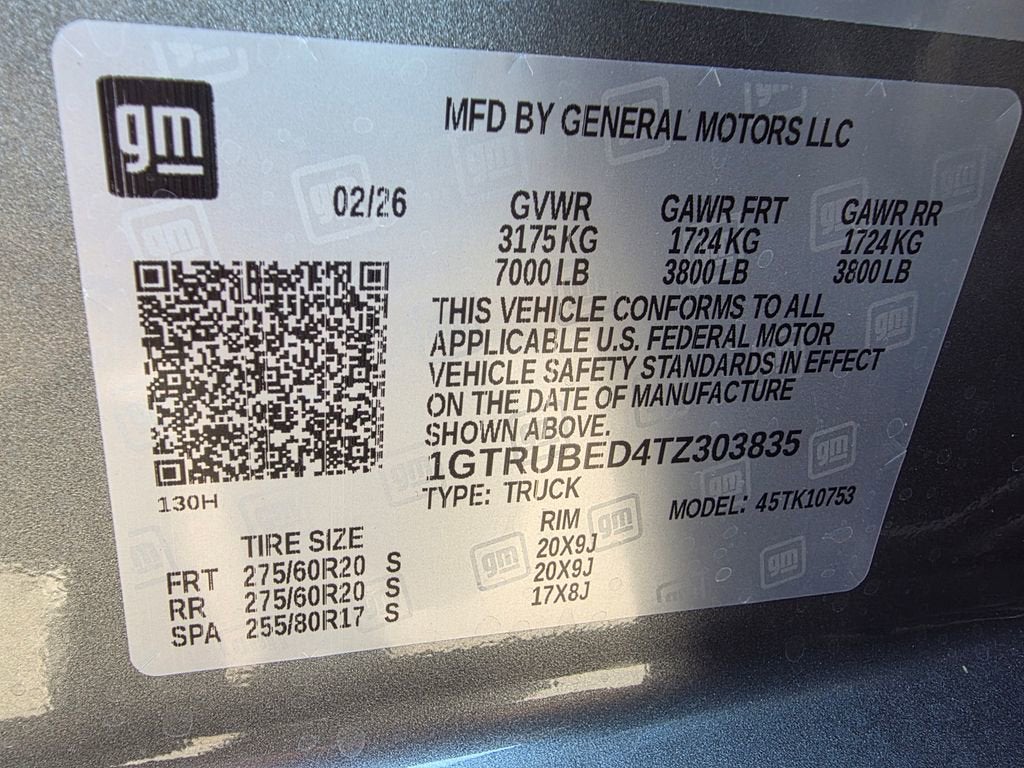 gm
MFD BY GENERAL MOTORS LLC
02/26
GVWR GAWR FRT GAWR RR
3175 KG 1724 KG 1724 KG
7000 LB 3800 LB 3800 LB
THIS VEHICLE CONFORMS TO ALL
APPLICABLE U.S. FEDERAL MOTOR
VEHICLE SAFETY STANDARDS IN EFFECT
ON THE DATE OF MANUFACTURE
SHOWN ABOVE.
1GTRUBED4TZ303835
TYPE: TRUCK MODEL: 45TK10753
130H
TIRE SIZE RIM
FRT 275/60R20 S 20X9J
RR 275/60R20 S 20X9J
SPA 255/80R17 S 17X8J